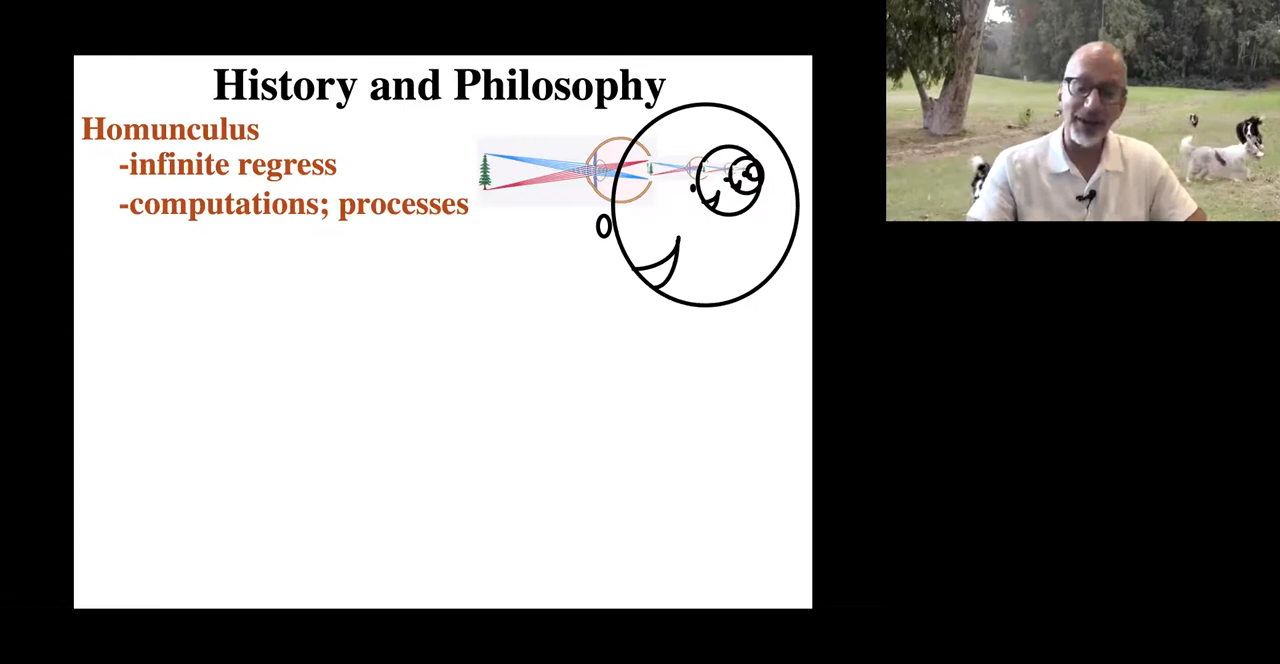 History and Philosophy
Homunculus
-infinite regress
-computations; processes